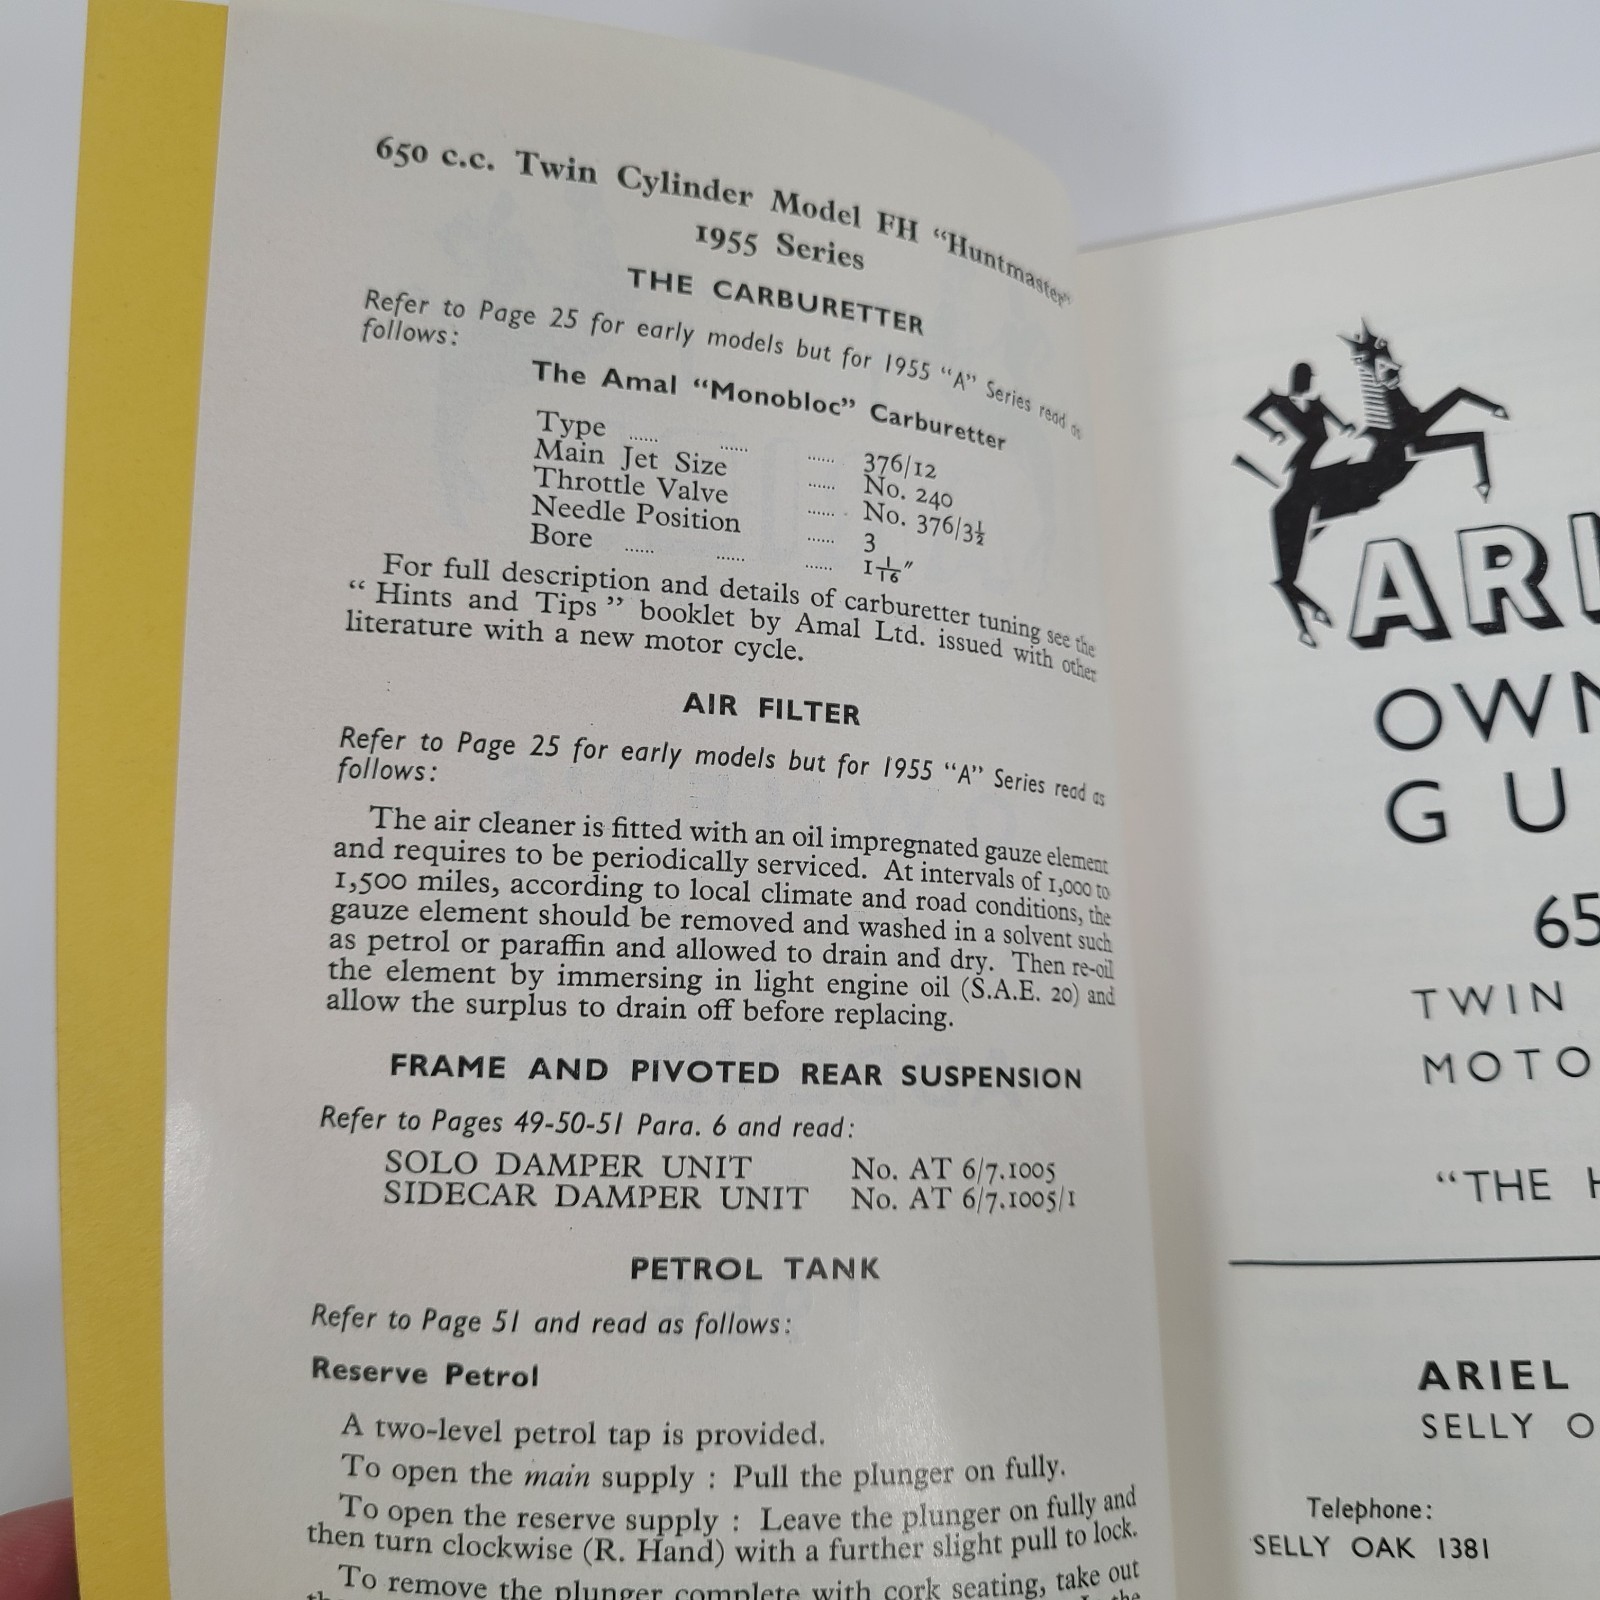 650 c.c. Twin Cylinder Model FH "Huntmaster"
1955 Series
THE CARBURETTER
Refer to Page 25 for early models but for 1955 "A" Series read as
follows:
The Amal "Monobloc" Carburetter
Type ...... ...... ...... 376/12
Main Jet Size ...... No. 240
Throttle Valve ...... No. 376/3½
Needle Position ...... 3
Bore ...... ...... ...... 1 1/16"
For full description and details of carburetter tuning see the
" Hints and Tips " booklet by Amal Ltd. issued with other
literature with a new motor cycle.
AIR FILTER
Refer to Page 25 for early models but for 1955 "A" Series read as
follows:
The air cleaner is fitted with an oil impregnated gauze element
and requires to be periodically serviced. At intervals of 1,000 to
1,500 miles, according to local climate and road conditions, the
gauze element should be removed and washed in a solvent such
as petrol or paraffin and allowed to drain and dry. Then re-oil
the element by immersing in light engine oil (S.A.E. 20) and
allow the surplus to drain off before replacing.
FRAME AND PIVOTED REAR SUSPENSION
Refer to Pages 49-50-51 Para. 6 and read:
SOLO DAMPER UNIT No. AT 6/7.1005
SIDECAR DAMPER UNIT No. AT 6/7.1005/1
PETROL TANK
Refer to Page 51 and read as follows:
Reserve Petrol
A two-level petrol tap is provided.
To open the main supply : Pull the plunger on fully.
To open the reserve supply : Leave the plunger on fully and
then turn clockwise (R. Hand) with a further slight pull to lock.
To remove the plunger complete with cork seating, take out
ARI
OWN
GU
65
TWIN
MOTO
"THE H
ARIEL
SELLY O
Telephone:
SELLY OAK 1381